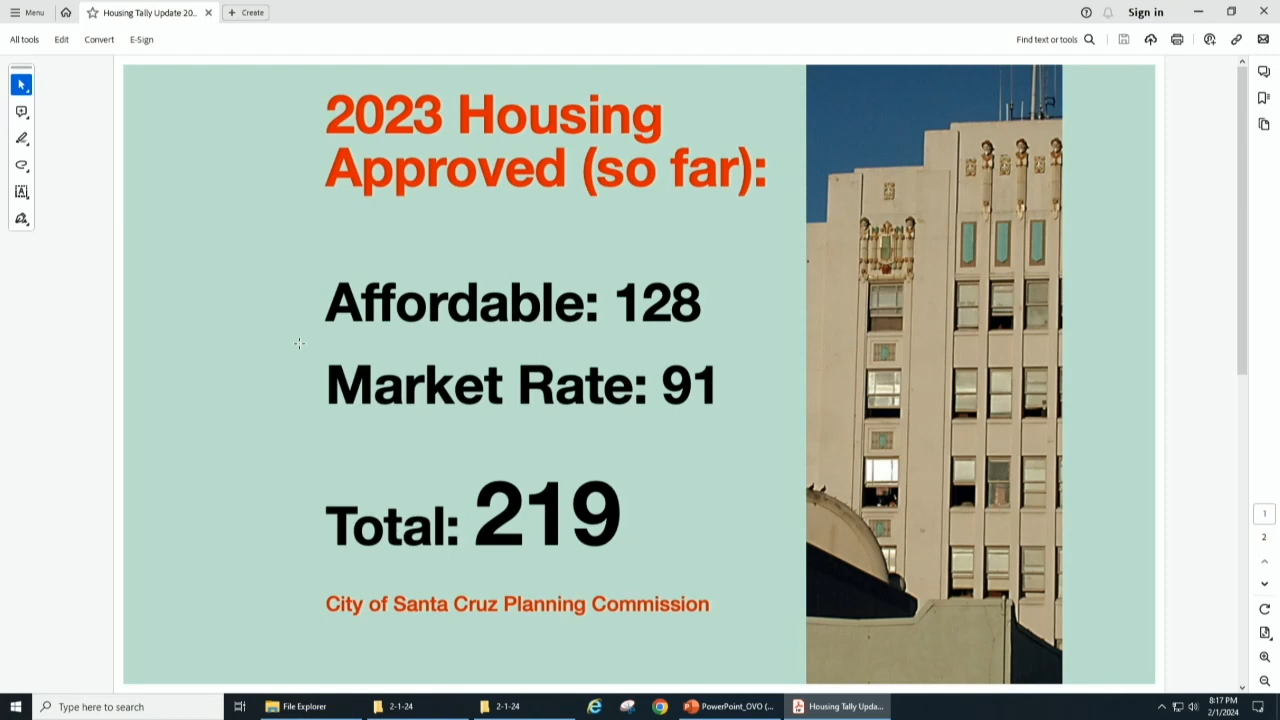 Menu
Housing Tally Update 20...
Create
Sign in
All tools
Edit
Convert
E-Sign
Find text or tools
2023 Housing
Approved (so far):
Affordable: 128
Market Rate: 91
Total: 219
City of Santa Cruz Planning Commission
1
2
Type here to search
File Explorer
2-1-24
2-1-24
PowerPoint_OVO (...
Housing Tally Upda...
8:17 PM
2/1/2024